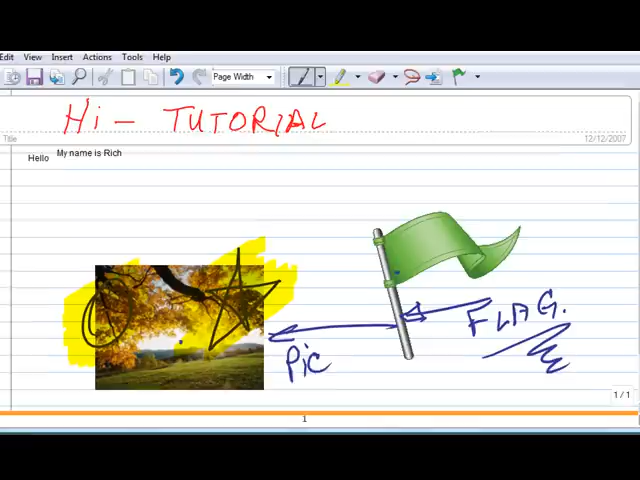 Edit View Insert Actions Tools Help
Page Width
Hi - TUTORIAL
Title 12/12/2007
Hello My name is Rich
FLAG.
Pic
1 / 1
1